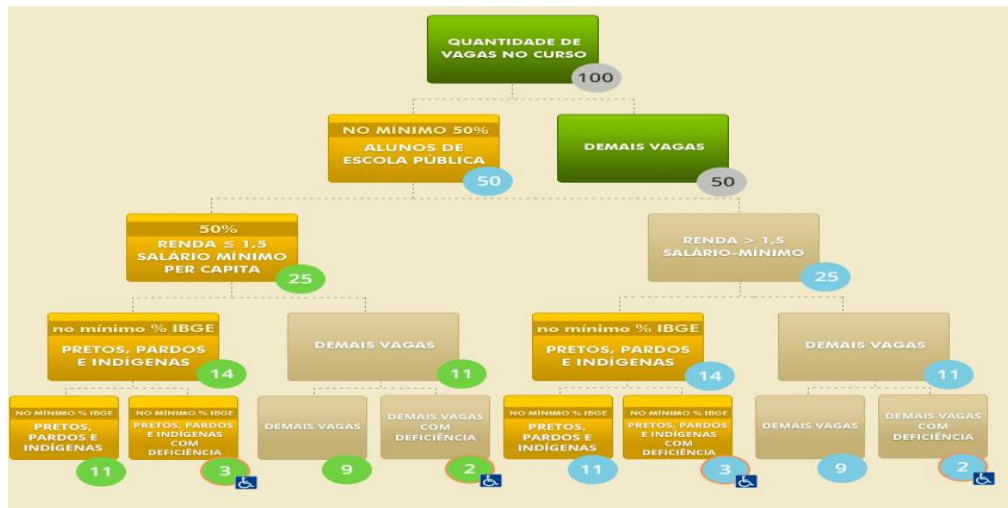 QUANTIDADE DE
VAGAS NO CURSO
100
NO MÍNIMO 50%
ALUNOS DE
ESCOLA PÚBLICA
50
DEMAIS VAGAS
50
50%
RENDA ≤ 1,5
SALÁRIO MÍNIMO
PER CAPITA
25
RENDA > 1,5
SALÁRIO-MÍNIMO
25
no mínimo % IBGE
PRETOS, PARDOS
E INDÍGENAS
14
DEMAIS VAGAS
11
no mínimo % IBGE
PRETOS, PARDOS
E INDÍGENAS
14
DEMAIS VAGAS
11
NO MÍNIMO % IBGE
PRETOS,
PARDOS E
INDÍGENAS
11
NO MÍNIMO % IBGE
PRETOS, PARDOS
E INDÍGENAS
COM
DEFICIÊNCIA
3
DEMAIS VAGAS
9
DEMAIS VAGAS
COM
DEFICIÊNCIA
2
NO MÍNIMO % IBGE
PRETOS,
PARDOS E
INDÍGENAS
11
NO MÍNIMO % IBGE
PRETOS, PARDOS
E INDÍGENAS
COM
DEFICIÊNCIA
3
DEMAIS VAGAS
9
DEMAIS VAGAS
COM
DEFICIÊNCIA
2